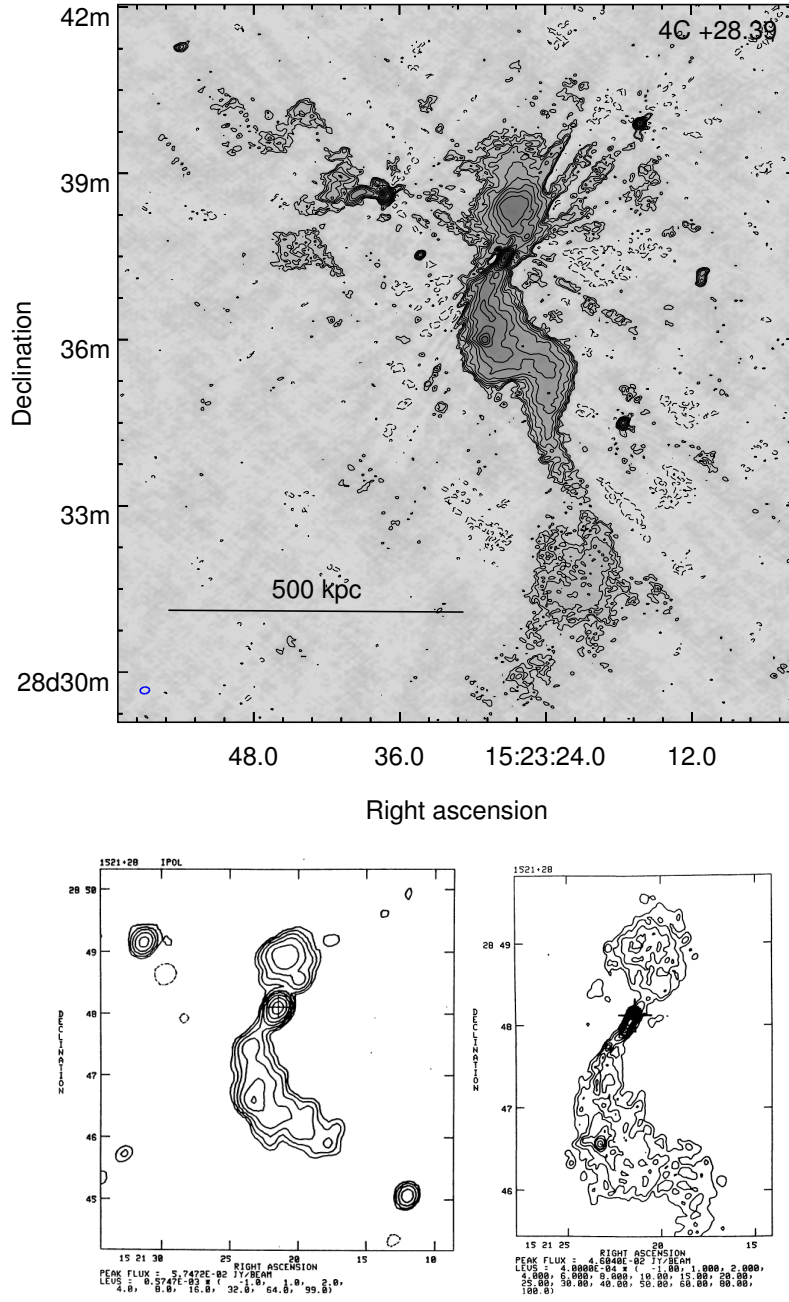 42m
4C +28.39
39m
36m
33m
28d30m
Declination
500 kpc
48.0 36.0 15:23:24.0 12.0
Right ascension
1521+28 IPOL
28 50
49
48
47
46
45
DECLINATION
15 21 30 25 20 15 10
RIGHT ASCENSION
PEAK FLUX = 5.7472E-02 JY/BEAM
LEVS = 0.5747E-03 * ( -1.0, 1.0, 2.0,
4.0, 8.0, 16.0, 32.0, 64.0, 99.0)
1521+28
28 49
48
47
46
DECLINATION
15 21 25 20 15
RIGHT ASCENSION
PEAK FLUX = 4.6040E-02 JY/BEAM
LEVS = 4.0000E-04 * ( -1.00, 1.000, 2.000,
4.000, 6.000, 8.000, 10.00, 15.00, 20.00,
25.00, 30.00, 40.00, 50.00, 60.00, 80.00,
100.0)